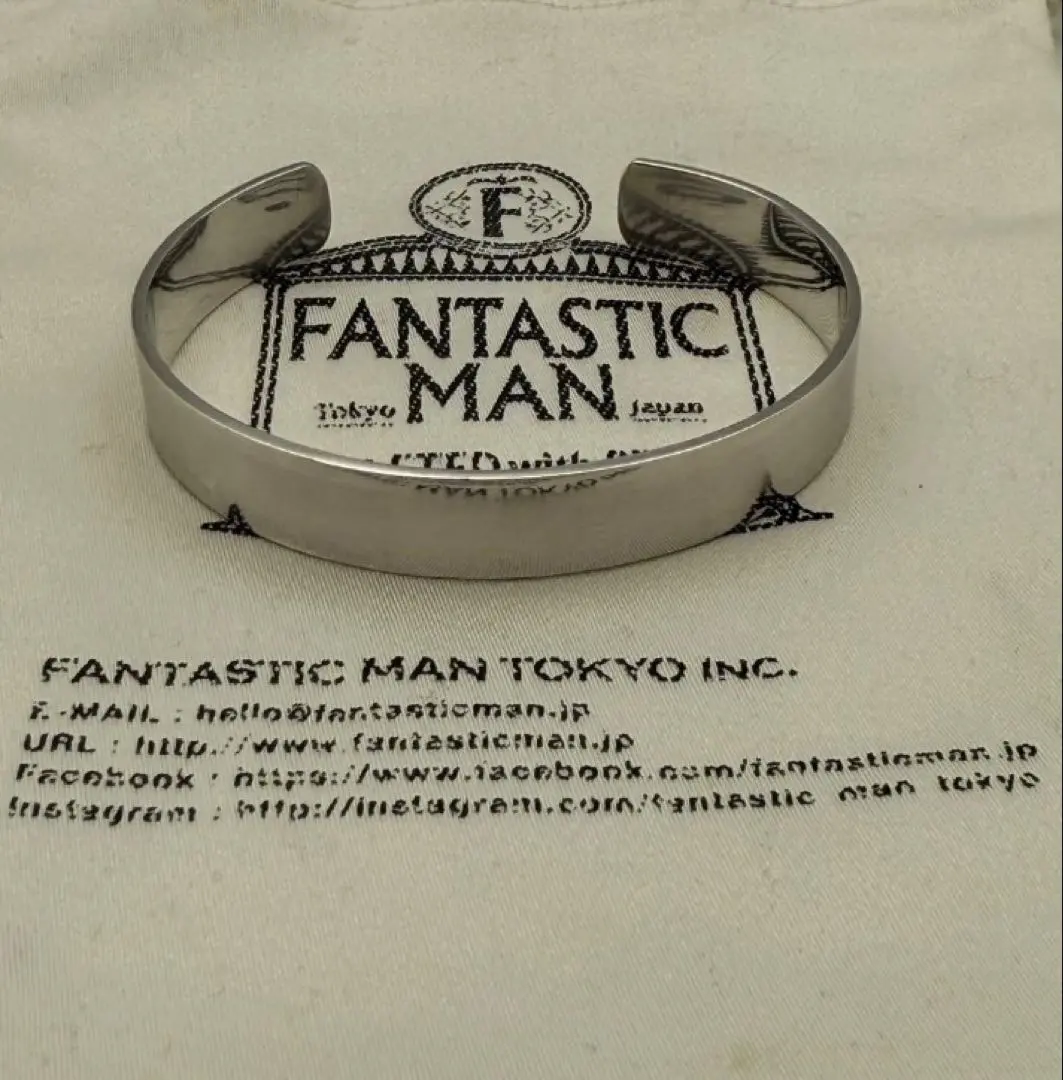 F
FANTASTIC
MAN
Tokyo Japan
with
FANTASTIC MAN TOKYO INC.
E-MAIL : hello@fantasticman.jp
URL : http://www.fantasticman.jp
Facebook : https://www.facebook.com/fantasticman.jp
Instagram : http://instagram.com/fantastic_man_tokyo